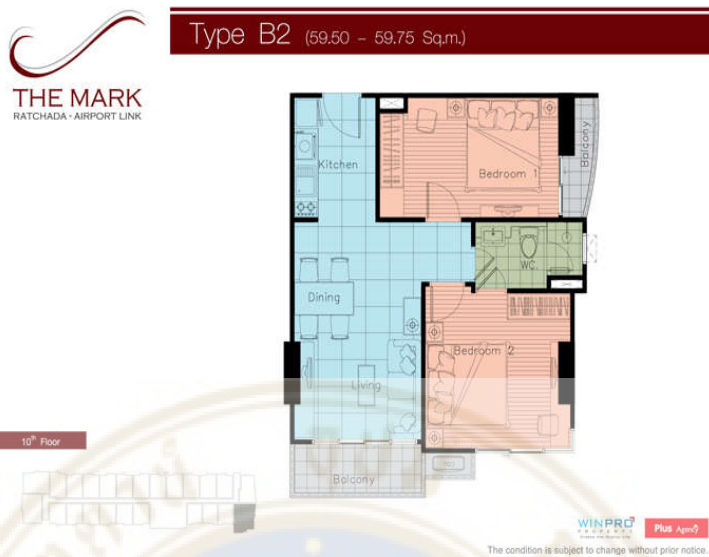 Type B2 (59.50 - 59.75 Sq.m.)
THE MARK
RATCHADA • AIRPORT LINK
Kitchen
Bedroom 1
Balcony
WC.
Dining
Bedroom 2
Living
Balcony
10th Floor
WINPRO
PROPERTY
Plus Agency
The condition is subject to change without prior notice.